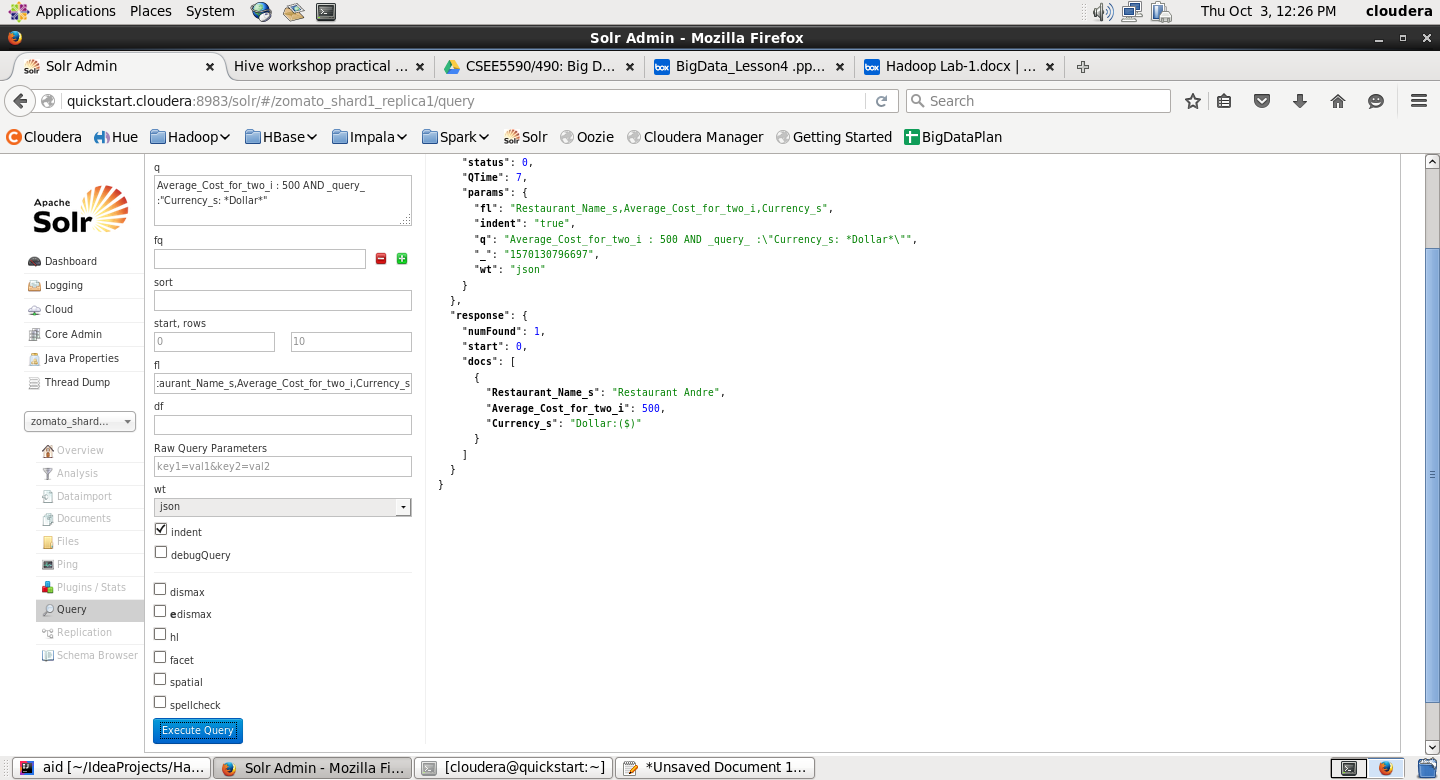 Applications Places System Thu Oct 3, 12:26 PM cloudera
Solr Admin - Mozilla Firefox
Solr Admin Hive workshop practical ... CSEE5590/490: Big D... BigData_Lesson4 .pp... Hadoop Lab-1.docx | ...
quickstart.cloudera:8983/solr/#/zomato_shard1_replica1/query Search
Cloudera Hue Hadoop HBase Impala Spark Solr Oozie Cloudera Manager Getting Started BigDataPlan
Apache
Solr
Dashboard
Logging
Cloud
Core Admin
Java Properties
Thread Dump
zomato_shard...
Overview
Analysis
Dataimport
Documents
Files
Ping
Plugins / Stats
Query
Replication
Schema Browser
q
Average_Cost_for_two_i : 500 AND _query_
:"Currency_s: *Dollar*"
fq
sort
start, rows
0 10
fl
:aurant_Name_s,Average_Cost_for_two_i,Currency_s
df
Raw Query Parameters
key1=val1&key2=val2
wt
json
indent
debugQuery
dismax
edismax
hl
facet
spatial
spellcheck
Execute Query
"status": 0,
"QTime": 7,
"params": {
"fl": "Restaurant_Name_s,Average_Cost_for_two_i,Currency_s",
"indent": "true",
"q": "Average_Cost_for_two_i : 500 AND _query_ :\"Currency_s: *Dollar*\"",
"_": "1570130796697",
"wt": "json"
}
},
"response": {
"numFound": 1,
"start": 0,
"docs": [
{
"Restaurant_Name_s": "Restaurant Andre",
"Average_Cost_for_two_i": 500,
"Currency_s": "Dollar:($)"
}
]
}
}
aid [~/IdeaProjects/Ha... Solr Admin - Mozilla Fi... [cloudera@quickstart:~] *Unsaved Document 1...